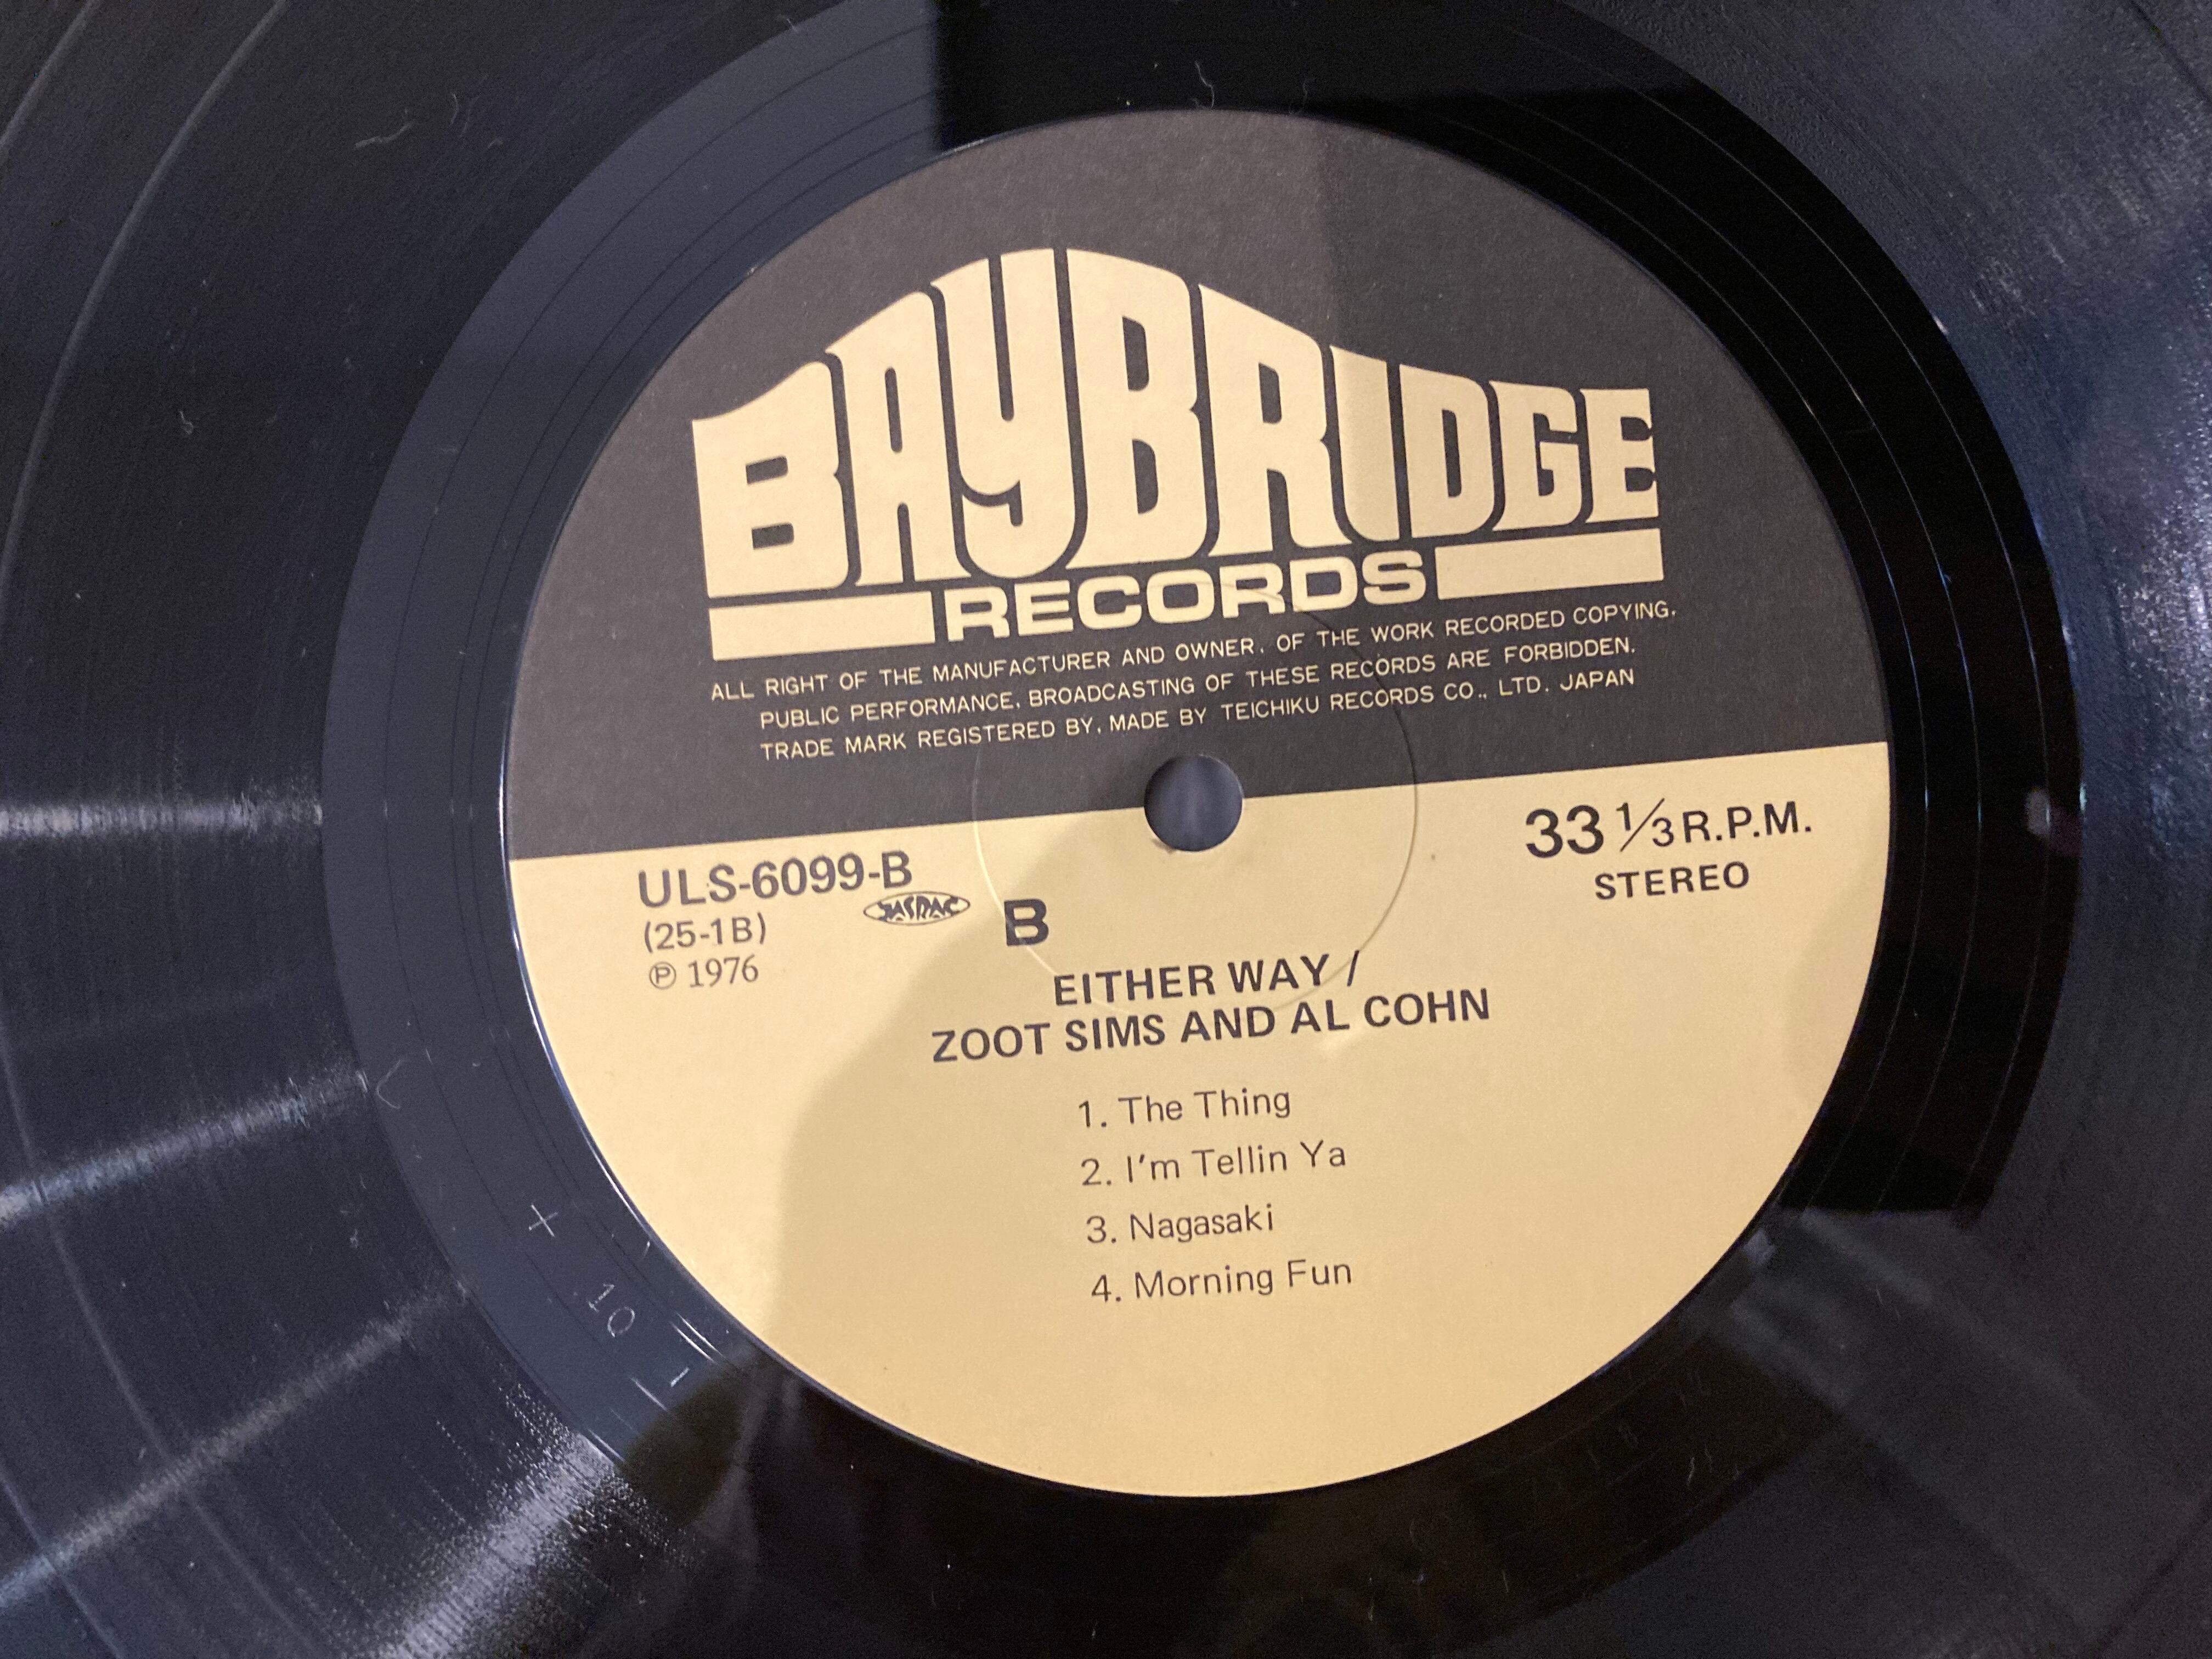 BAYBRIDGE
RECORDS
ALL RIGHT OF THE MANUFACTURER AND OWNER. OF THE WORK RECORDED COPYING.
PUBLIC PERFORMANCE. BROADCASTING OF THESE RECORDS ARE FORBIDDEN.
TRADE MARK REGISTERED BY. MADE BY TEICHIKU RECORDS CO., LTD. JAPAN
33 1/3 R.P.M.
STEREO
ULS-6099-B
JASRAC
(25-1B)
℗ 1976
B
EITHER WAY /
ZOOT SIMS AND AL COHN
1. The Thing
2. I'm Tellin Ya
3. Nagasaki
4. Morning Fun